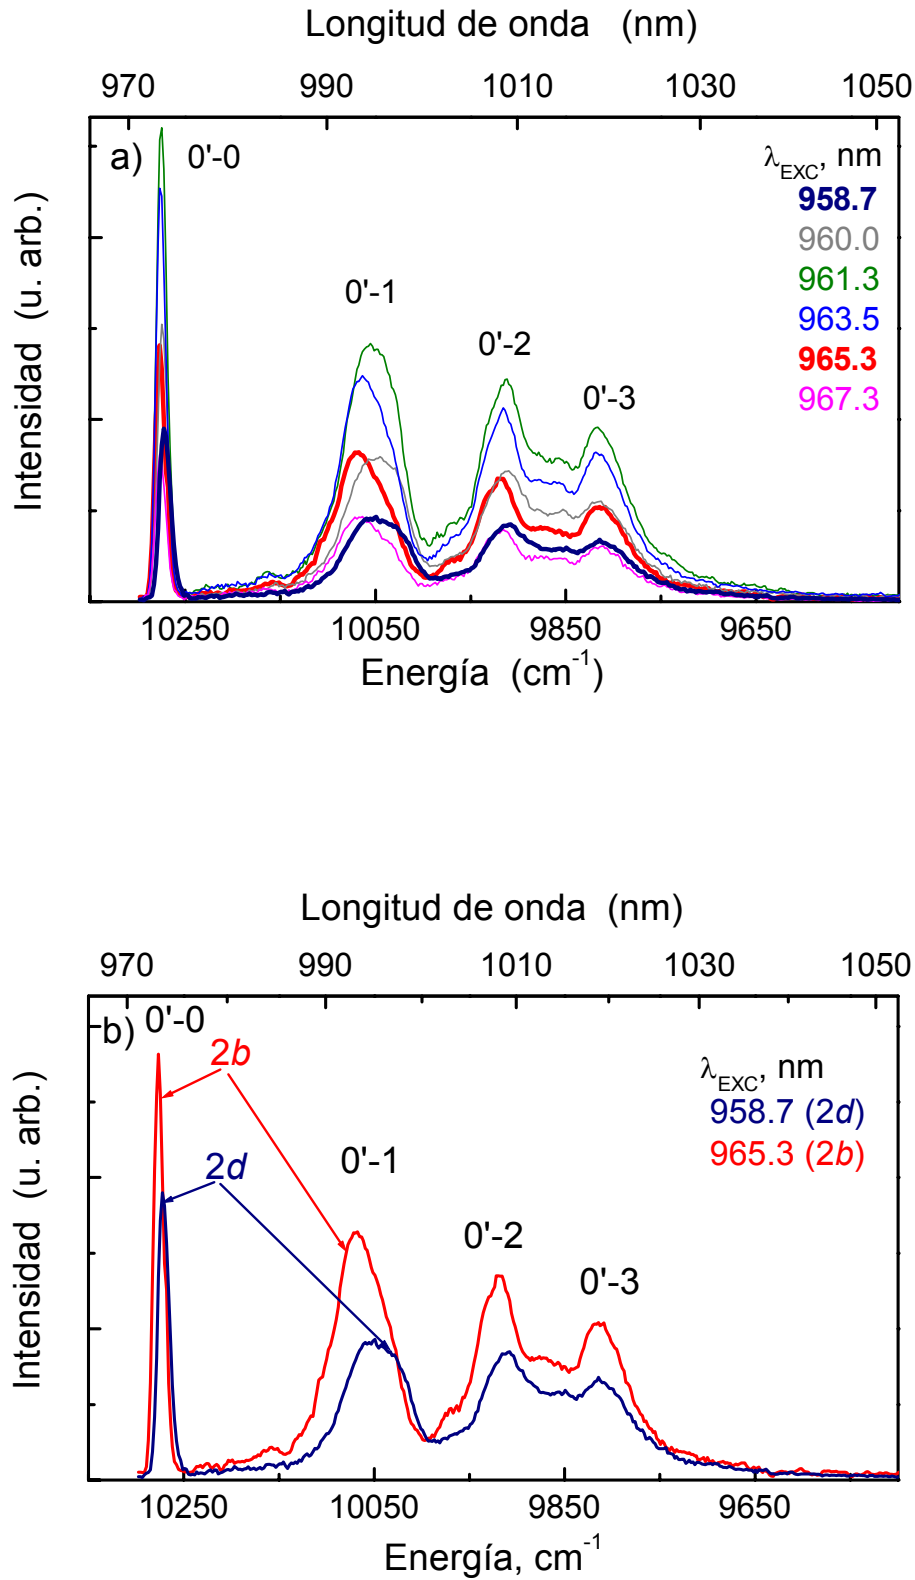 Longitud de onda (nm)
970 990 1010 1030 1050
a) 0'-0
λEXC, nm
958.7
960.0
961.3
963.5
965.3
967.3
0'-1
0'-2
0'-3
Intensidad (u. arb.)
10250 10050 9850 9650
Energía (cm-1)
Longitud de onda (nm)
970 990 1010 1030 1050
b) 0'-0
2b
λEXC, nm
958.7 (2d)
965.3 (2b)
2d
0'-1
0'-2
0'-3
Intensidad (u. arb.)
10250 10050 9850 9650
Energía, cm-1